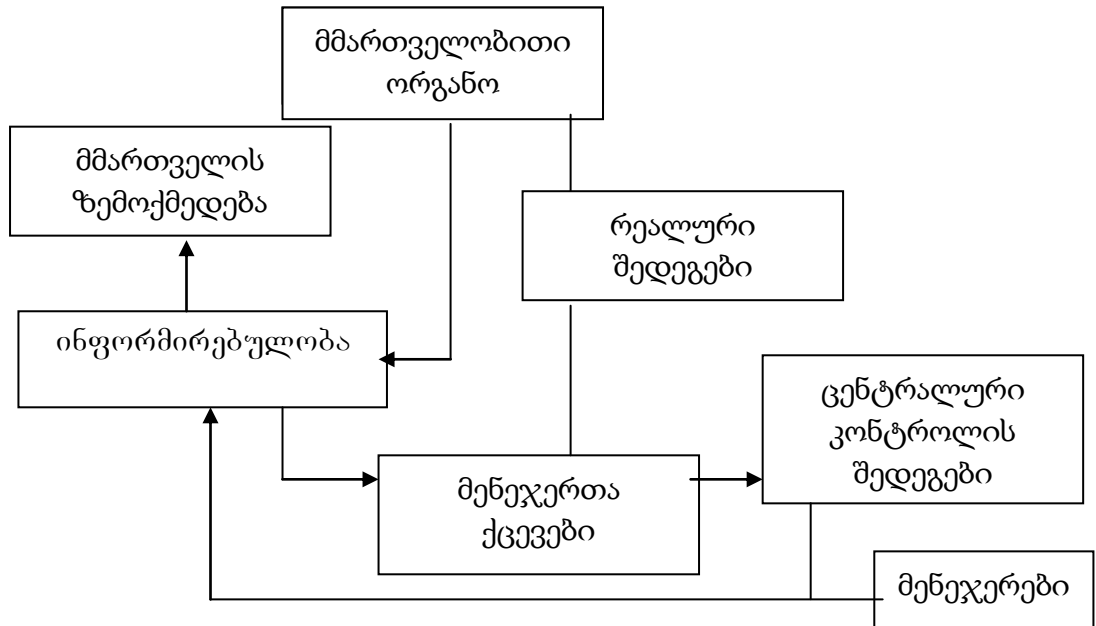 მმართველობითი
ორგანო
მმართველის
ზემოქმედება
რეალური
შედეგები
ინფორმირებულობა
ცენტრალური
კონტროლის
შედეგები
მენეჯერთა
ქცევები
მენეჯერები